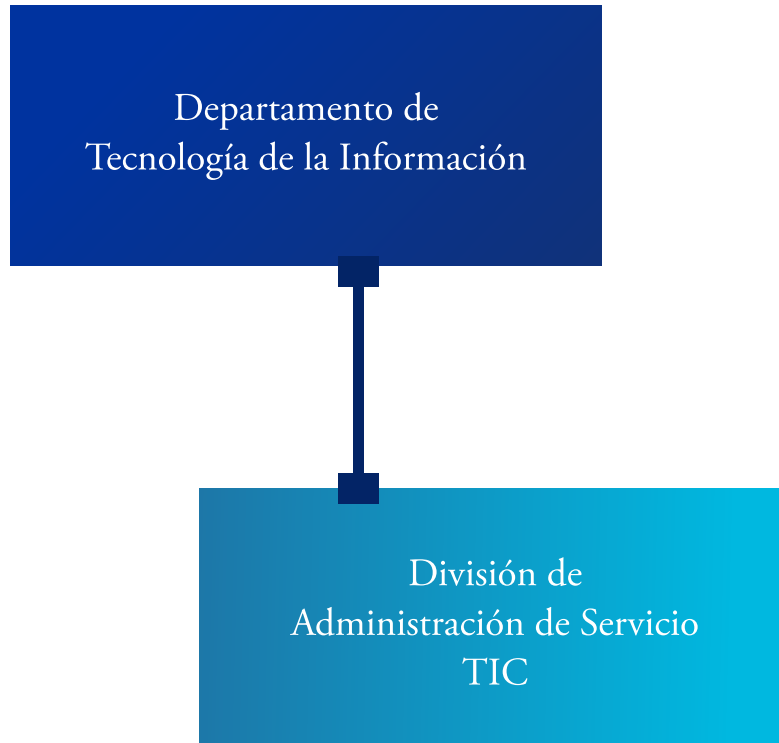 Departamento de
Tecnología de la Información
División de
Administración de Servicio
TIC